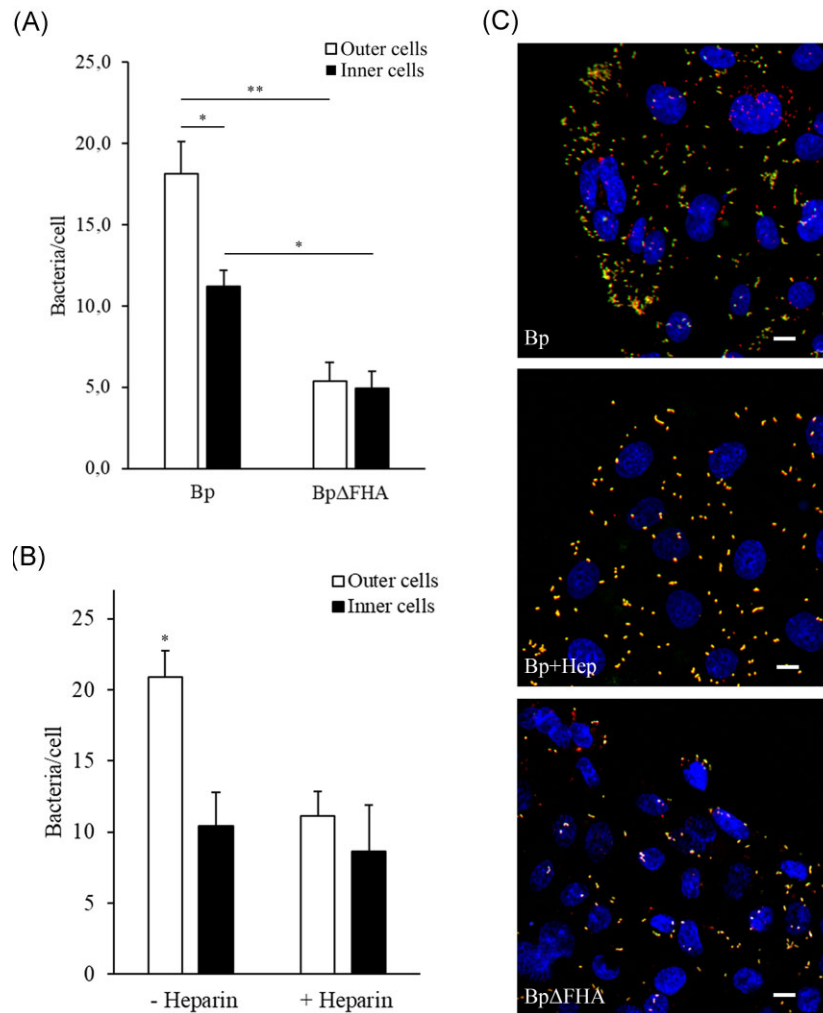 (A)
Outer cells
Inner cells
25,0
20,0
15,0
10,0
5,0
0,0
Bacteria/cell
**
*
*
Bp
BpΔFHA
(B)
Outer cells
Inner cells
25
20
15
10
5
0
Bacteria/cell
*
- Heparin
+ Heparin
(C)
Bp
Bp+Hep
BpΔFHA